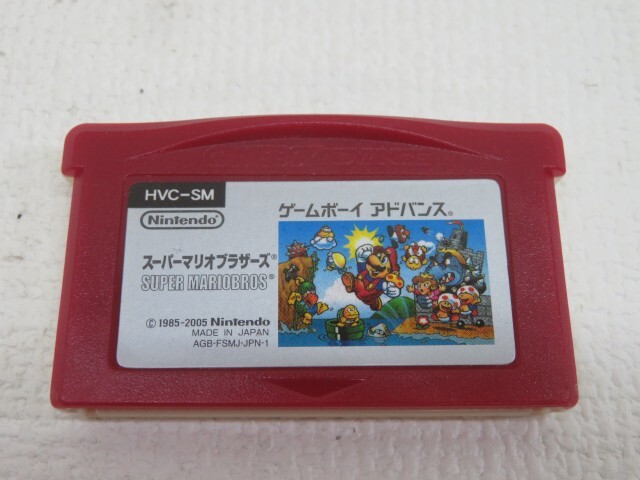 HVC-SM
Nintendo®
ゲームボーイ アドバンス®
スーパーマリオブラザーズ®
SUPER MARIOBROS®
© 1985-2005 Nintendo
MADE IN JAPAN
AGB-FSMJ-JPN-1